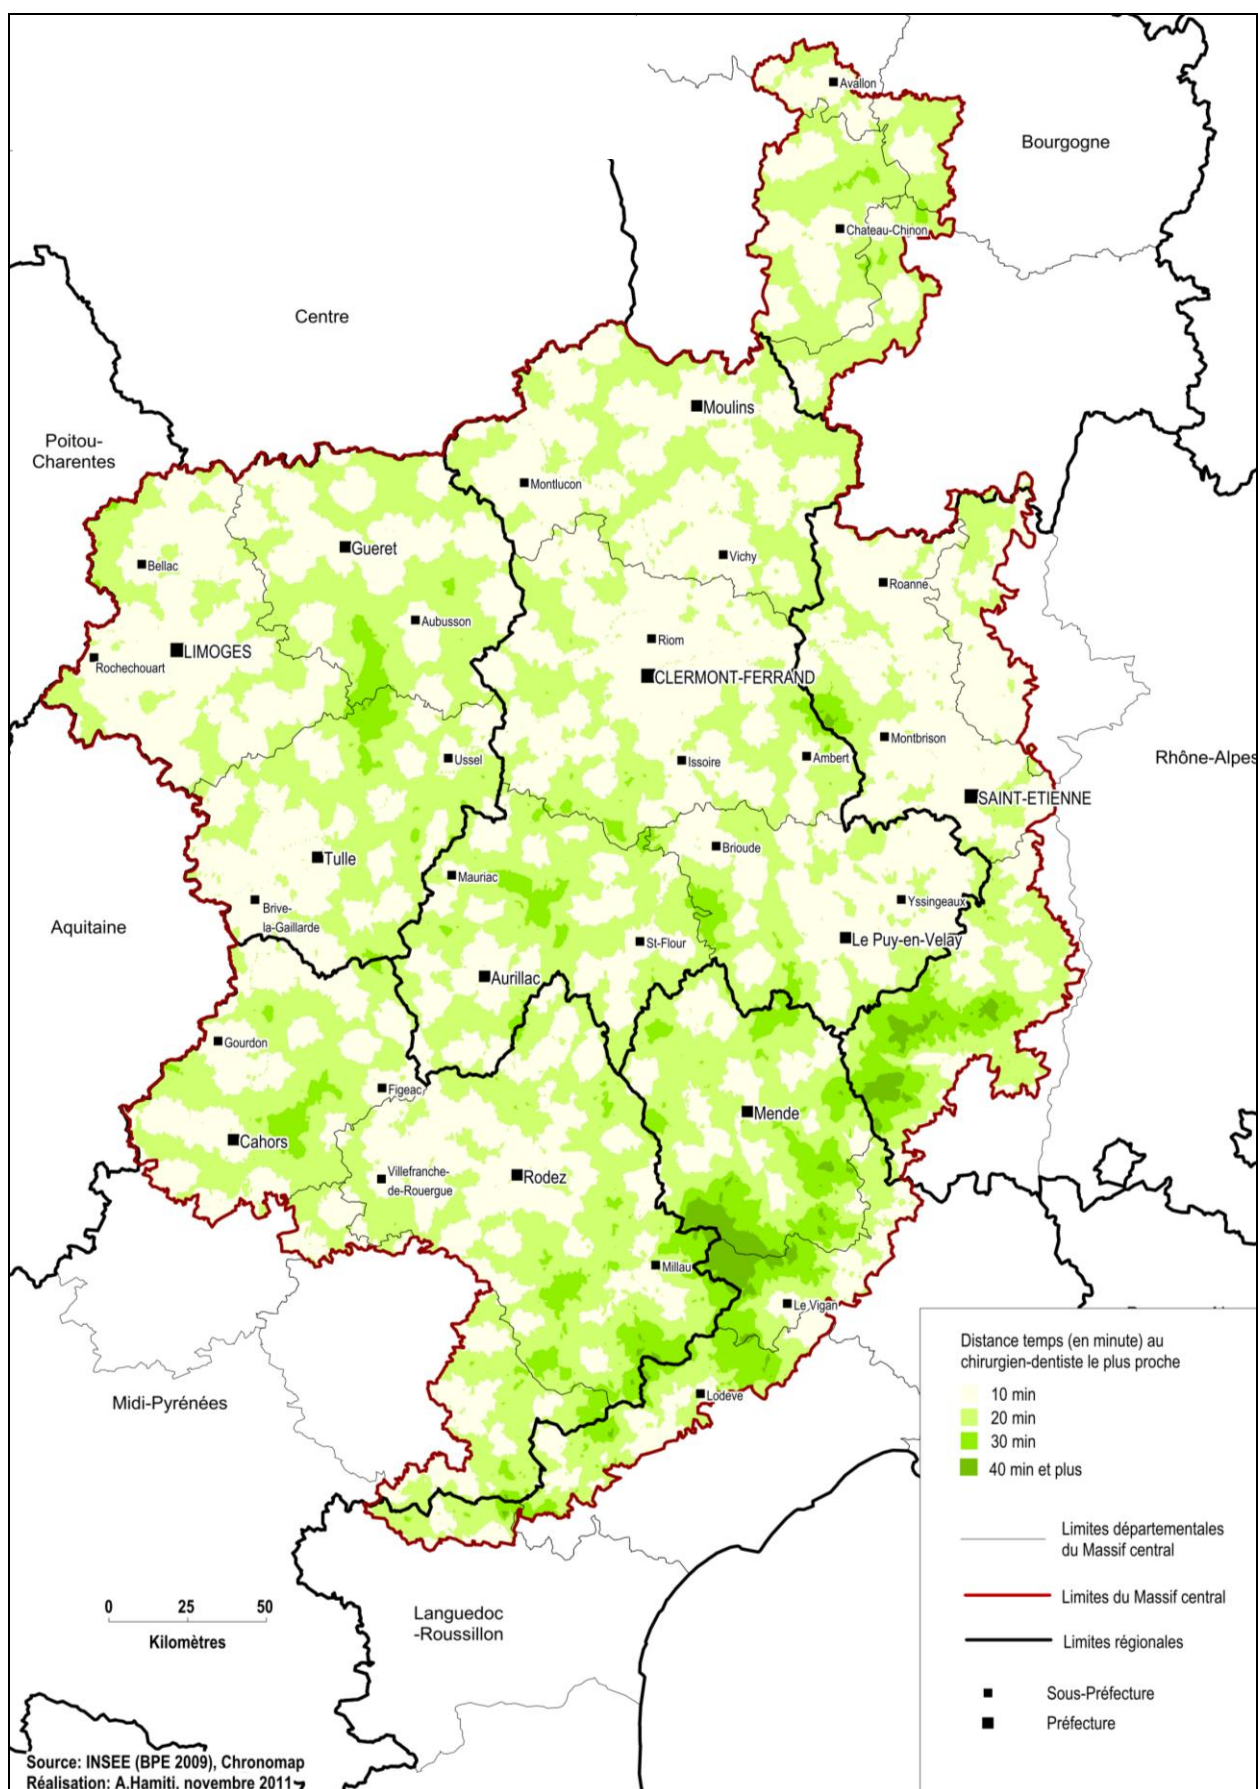 Avallon
Bourgogne
Chateau-Chinon
Centre
Moulins
Poitou-
Charentes
Montlucon
Gueret
Vichy
Bellac
Roanne
Aubusson
Riom
LIMOGES
Rochechouart
CLERMONT-FERRAND
Montbrison
Ussel
Issoire
Ambert
Rhône-Alpes
SAINT-ETIENNE
Brioude
Tulle
Mauriac
Yssingeaux
Brive-
la-Gaillarde
Aquitaine
St-Flour
Le Puy-en-Velay
Aurillac
Gourdon
Figeac
Mende
Cahors
Villefranche-
de-Rouergue
Rodez
Millau
Le Vigan
Lodeve
Midi-Pyrénées
Distance temps (en minute) au
chirurgien-dentiste le plus proche
10 min
20 min
30 min
40 min et plus
Limites départementales
du Massif central
Limites du Massif central
Limites régionales
Sous-Préfecture
Préfecture
0 25 50
Kilomètres
Languedoc
-Roussillon
Source: INSEE (BPE 2009), Chronomap
Réalisation: A.Hamiti, novembre 2011